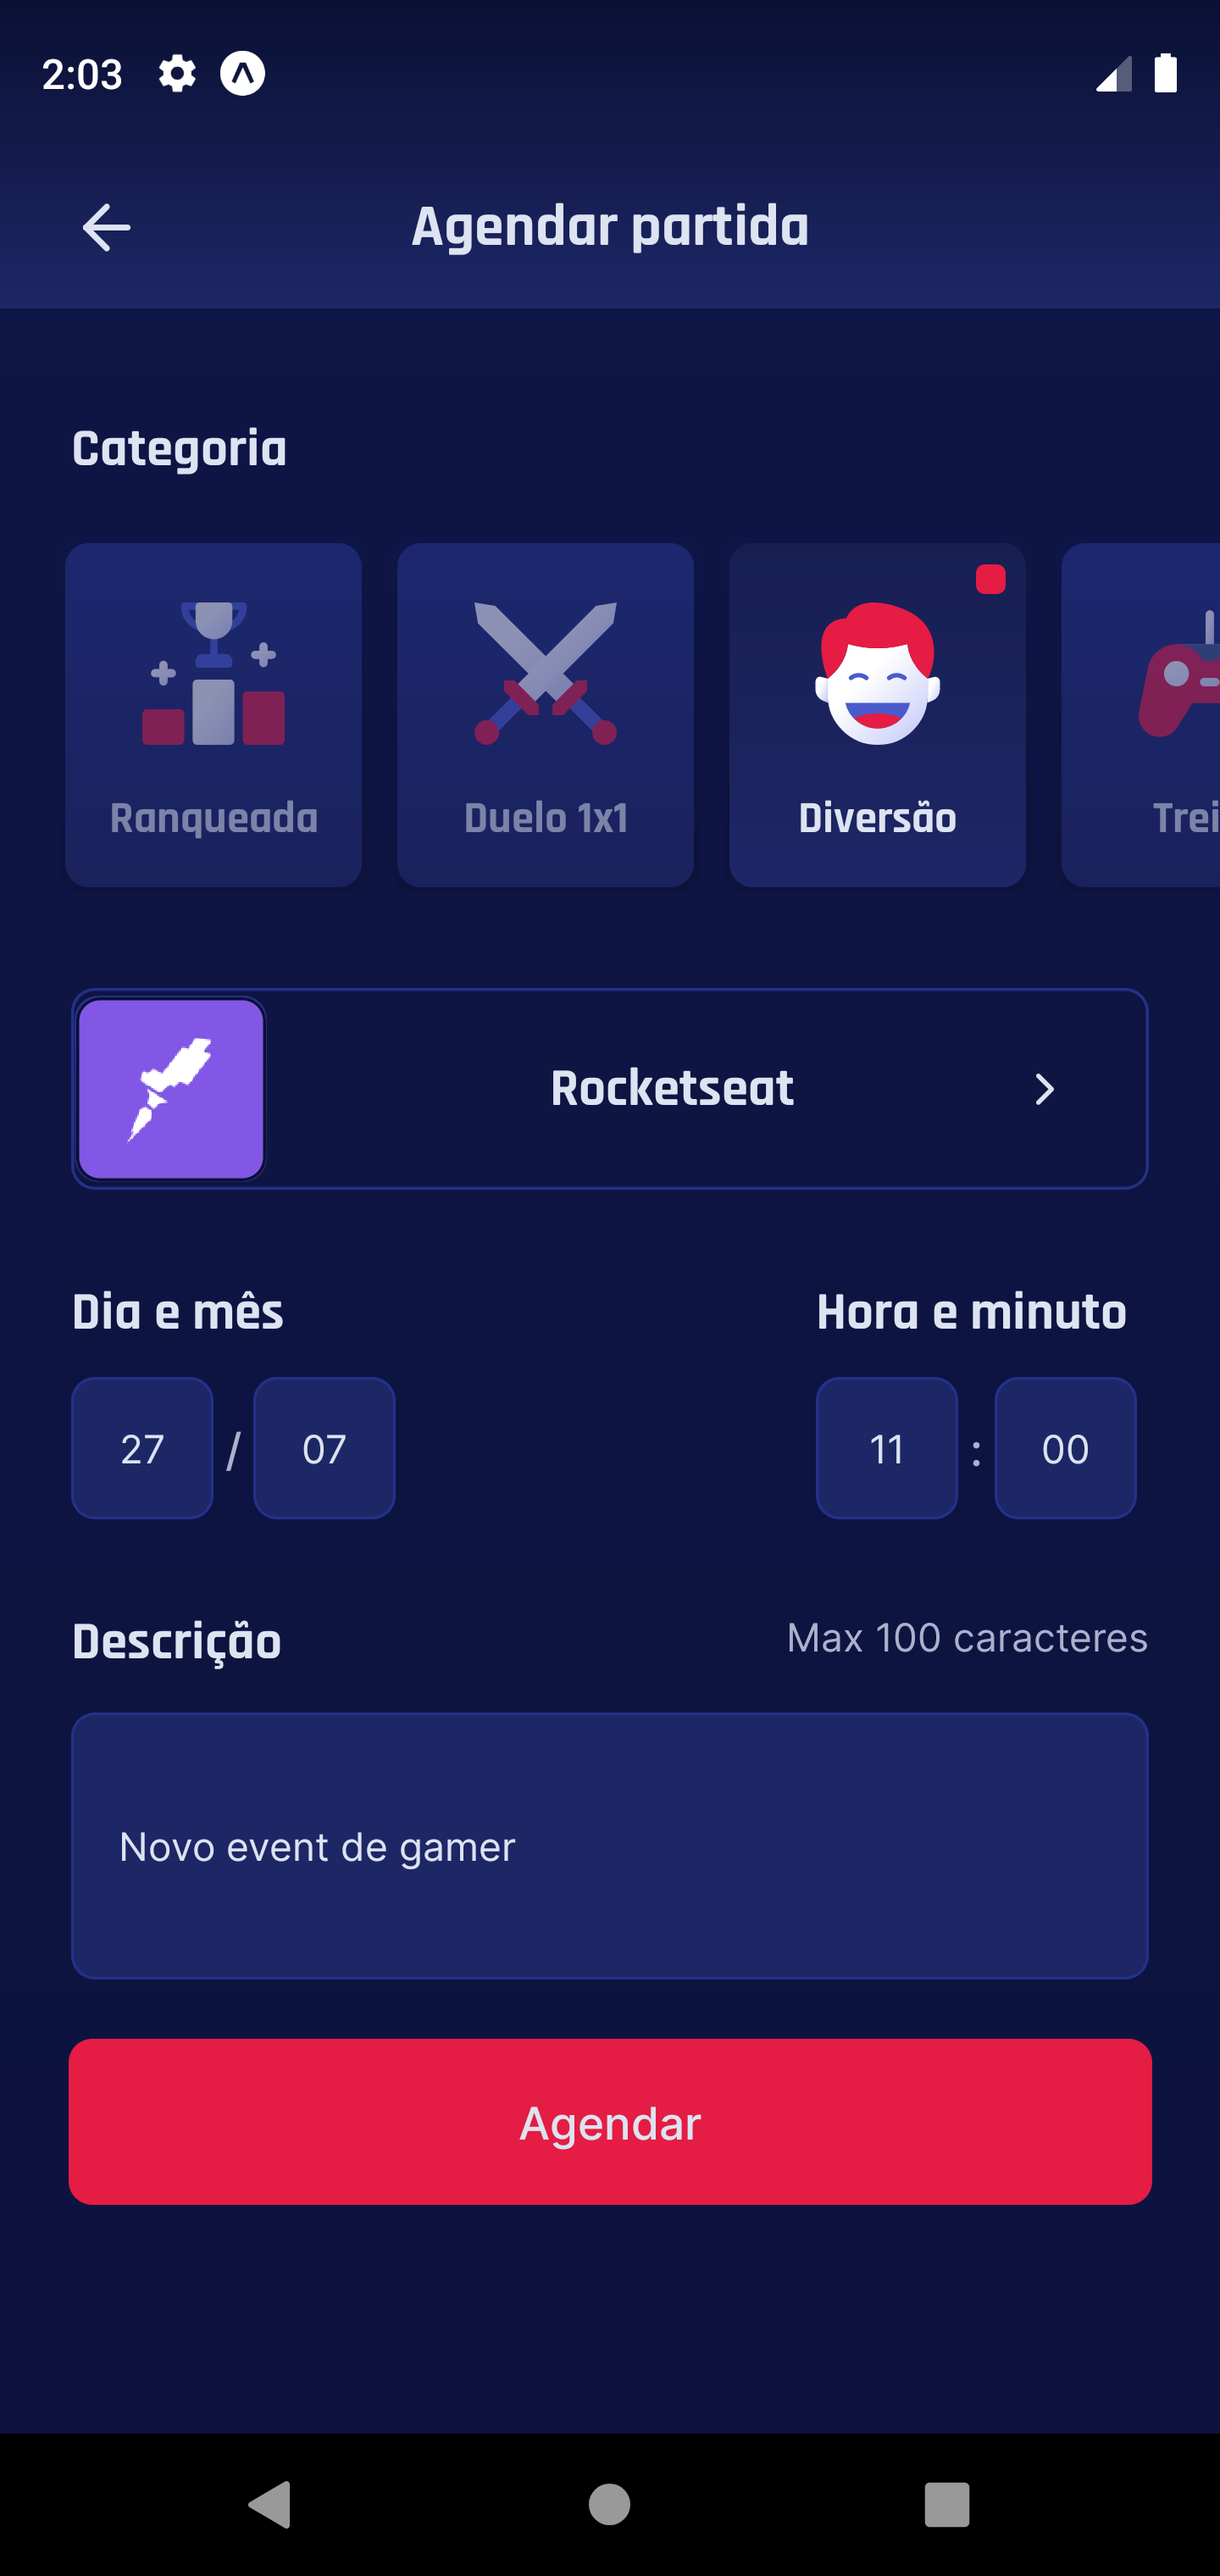 2:03
Agendar partida
Categoria
Ranqueada
Duelo 1x1
Diversão
Trei
Rocketseat
Dia e mês
Hora e minuto
27 / 07
11 : 00
Descrição
Max 100 caracteres
Novo event de gamer
Agendar